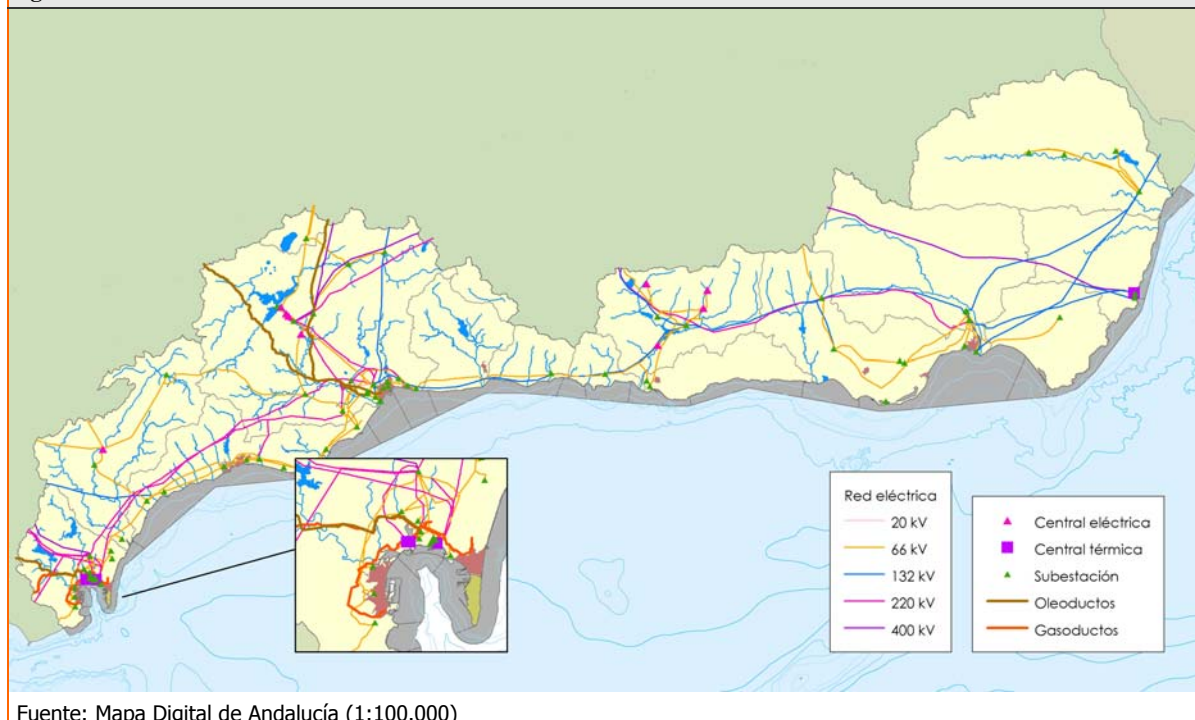 Red eléctrica
20 kV
66 kV
132 kV
220 kV
400 kV
Central eléctrica
Central térmica
Subestación
Oleoductos
Gasoductos
Fuente: Mapa Digital de Andalucía (1:100.000)